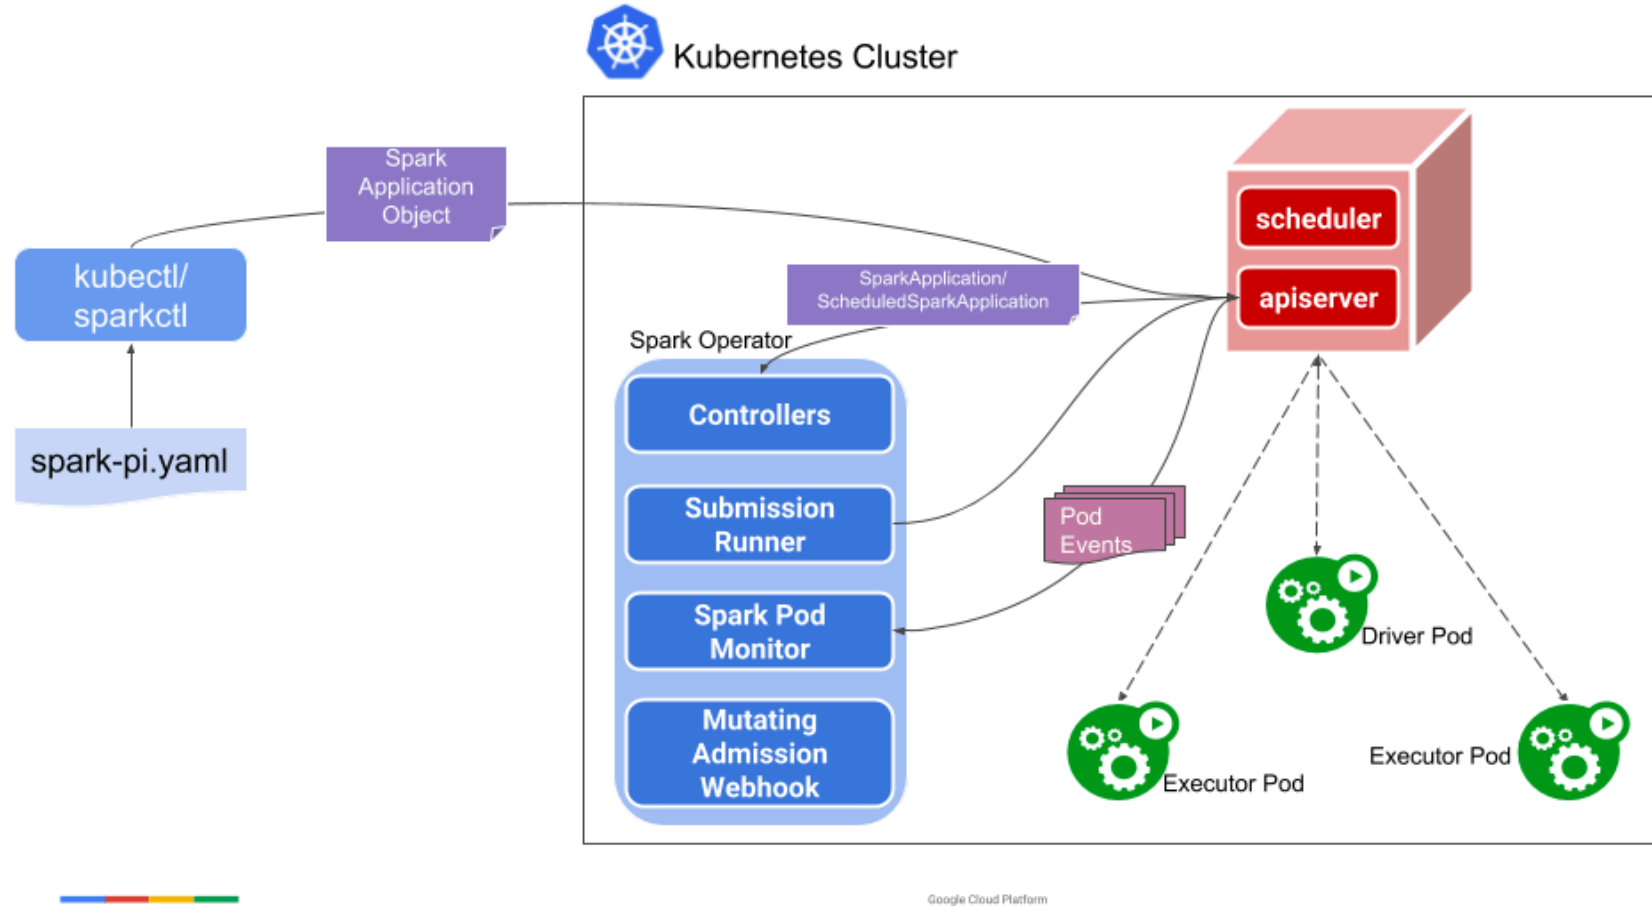 Kubernetes Cluster
Spark
Application
Object
scheduler
kubectl/
sparkctl
SparkApplication/
ScheduledSparkApplication
apiserver
Spark Operator
Controllers
spark-pi.yaml
Submission
Runner
Pod
Events
Spark Pod
Monitor
Driver Pod
Mutating
Admission
Webhook
Executor Pod
Executor Pod
Google Cloud Platform